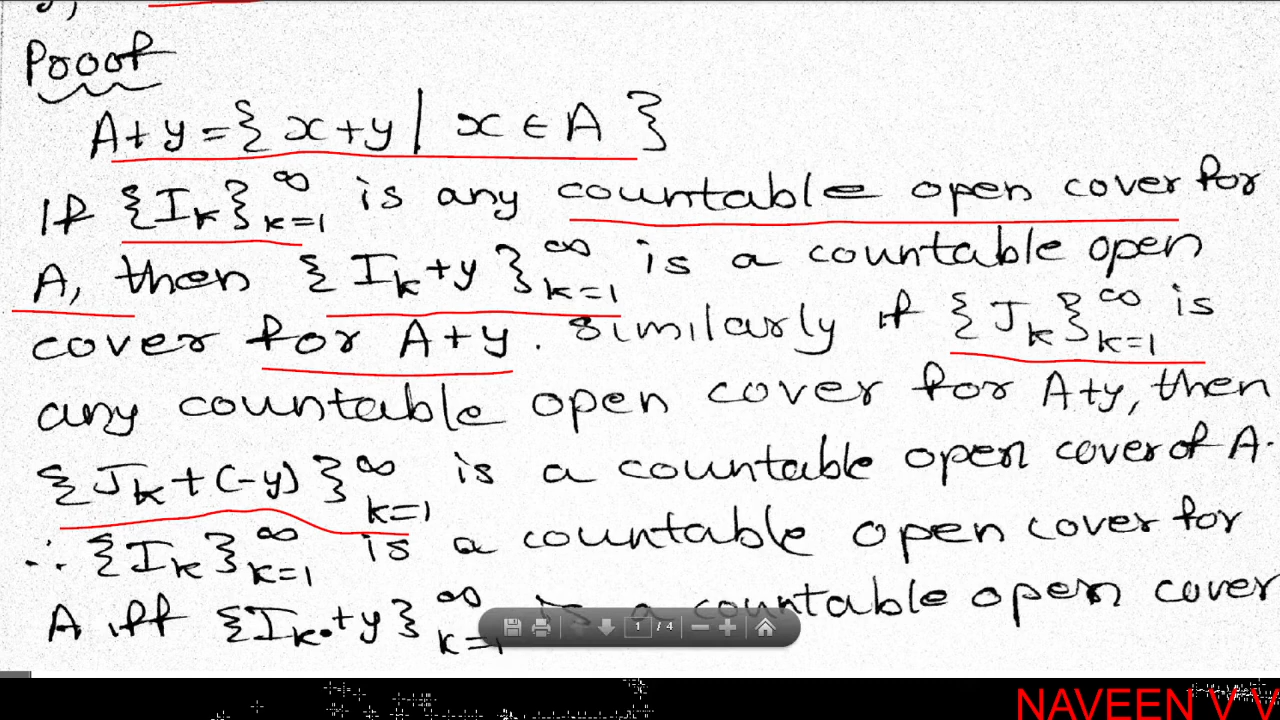 y,
Proof
A+y = { x+y | x ∈ A }
If {I_k}_{k=1}^∞ is any countable open cover for
A, then { I_k+y }_{k=1}^∞ is a countable open
cover for A+y. Similarly if {J_k}_{k=1}^∞ is
any countable open cover for A+y, then
{J_k + (-y)}_{k=1}^∞ is a countable open cover of A.
∴ {I_k}_{k=1}^∞ is a countable open cover for
A iff {I_k+y}_{k=1}^∞ is a countable open cover
1 / 4
NAVEEN V V